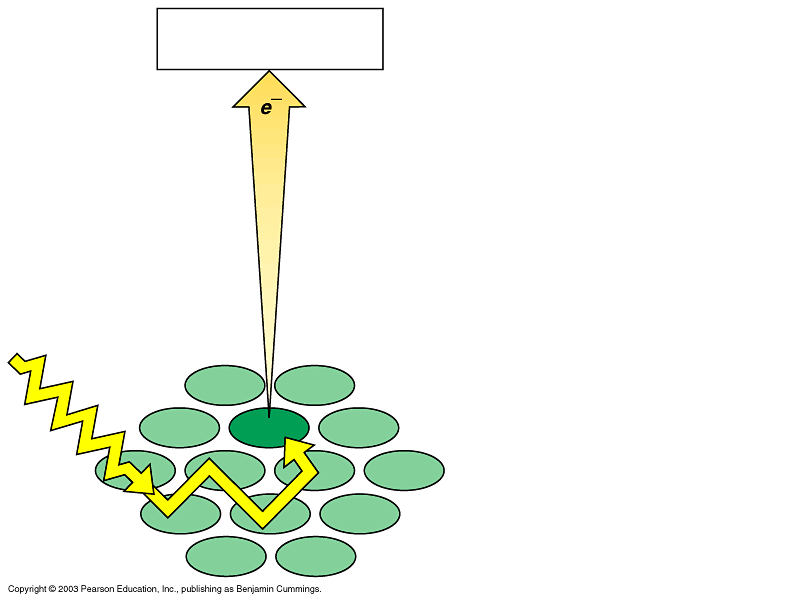 e⁻
Copyright © 2003 Pearson Education, Inc., publishing as Benjamin Cummings.